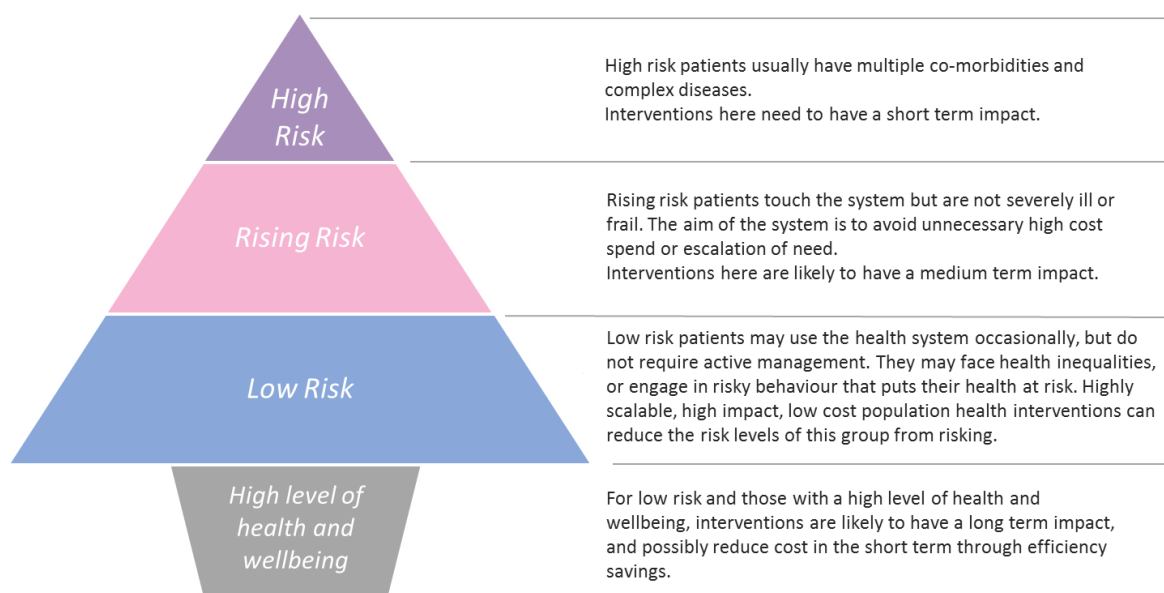 High
Risk
High risk patients usually have multiple co-morbidities and
complex diseases.
Interventions here need to have a short term impact.
Rising Risk
Rising risk patients touch the system but are not severely ill or
frail. The aim of the system is to avoid unnecessary high cost
spend or escalation of need.
Interventions here are likely to have a medium term impact.
Low Risk
Low risk patients may use the health system occasionally, but do
not require active management. They may face health inequalities,
or engage in risky behaviour that puts their health at risk. Highly
scalable, high impact, low cost population health interventions can
reduce the risk levels of this group from risking.
High level of
health and
wellbeing
For low risk and those with a high level of health and
wellbeing, interventions are likely to have a long term impact,
and possibly reduce cost in the short term through efficiency
savings.